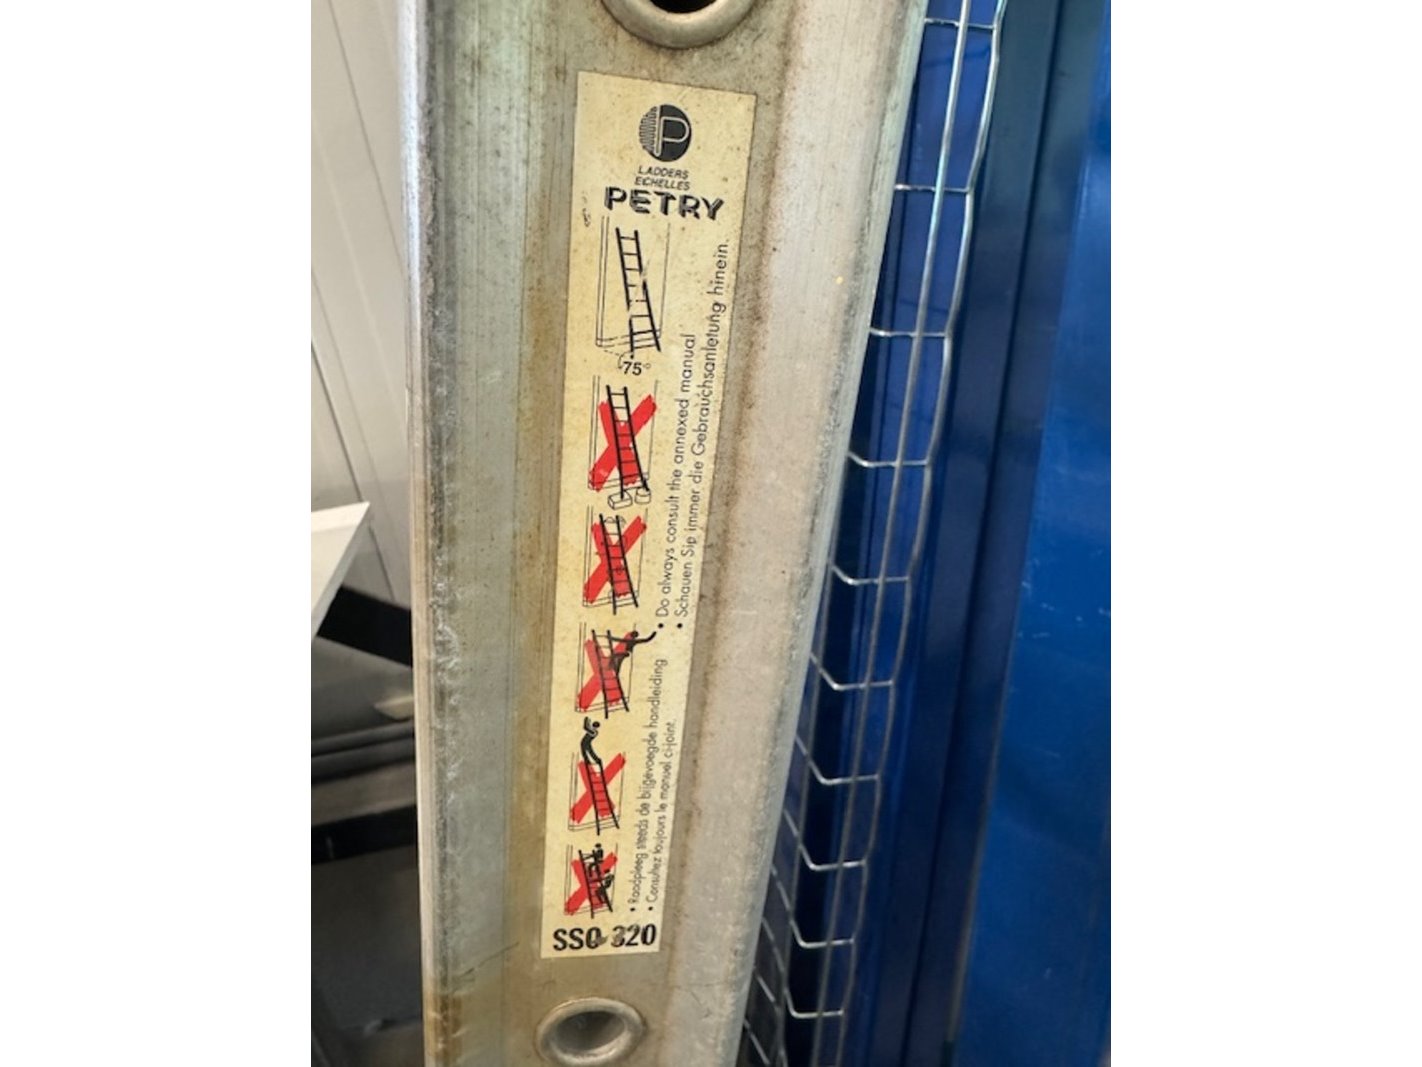 P
LADDERS
ECHELLES
PETRY
75°
• Do always consult the annexed manual
• Schauen Sie immer die Gebrauchsanleitung hinein.
• Raadpleeg steeds de bijgevoegde handleiding
• Consultez toujours le manuel ci-joint.
SSO 320